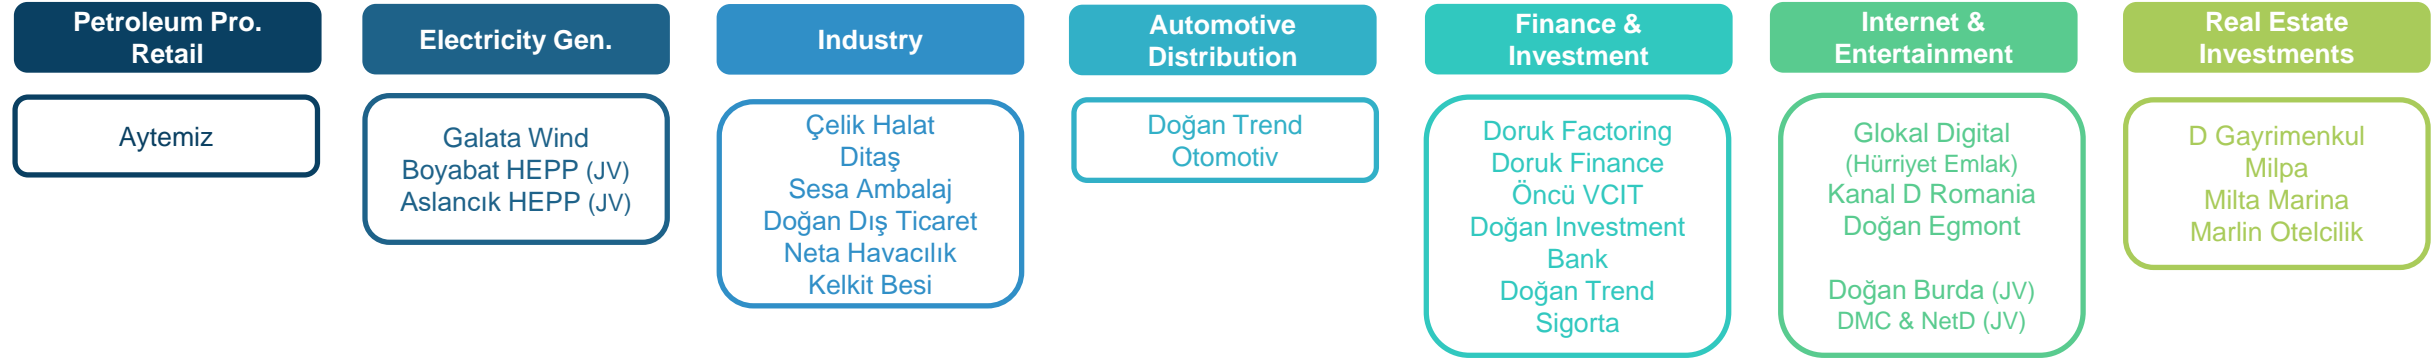 Petroleum Pro.
Retail
Aytemiz
Electricity Gen.
Galata Wind
Boyabat HEPP (JV)
Aslancık HEPP (JV)
Industry
Çelik Halat
Ditaş
Sesa Ambalaj
Doğan Dış Ticaret
Neta Havacılık
Kelkit Besi
Automotive
Distribution
Doğan Trend
Otomotiv
Finance &
Investment
Doruk Factoring
Doruk Finance
Öncü VCIT
Doğan Investment
Bank
Doğan Trend
Sigorta
Internet &
Entertainment
Glokal Digital
(Hürriyet Emlak)
Kanal D Romania
Doğan Egmont
Doğan Burda (JV)
DMC & NetD (JV)
Real Estate
Investments
D Gayrimenkul
Milpa
Milta Marina
Marlin Otelcilik